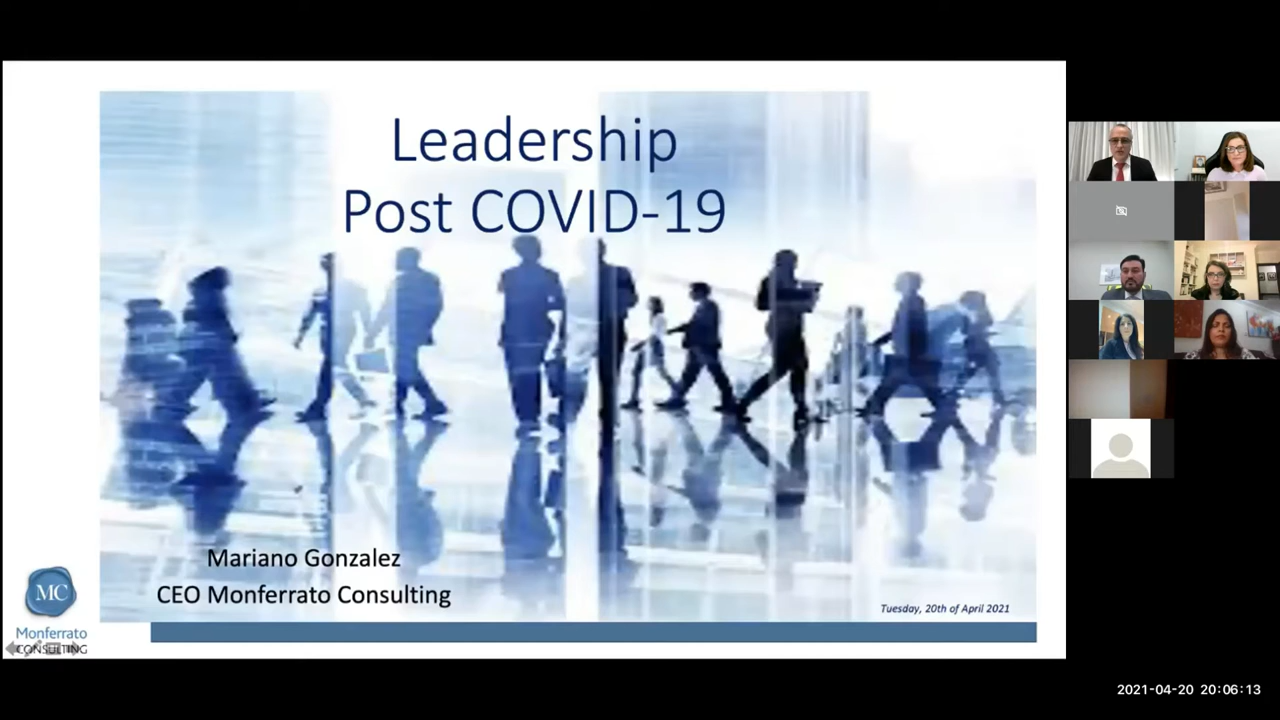 Leadership
Post COVID-19
Mariano Gonzalez
CEO Monferrato Consulting
Tuesday, 20th of April 2021
MC
Monferrato
CONSULTING
2021-04-20 20:06:13